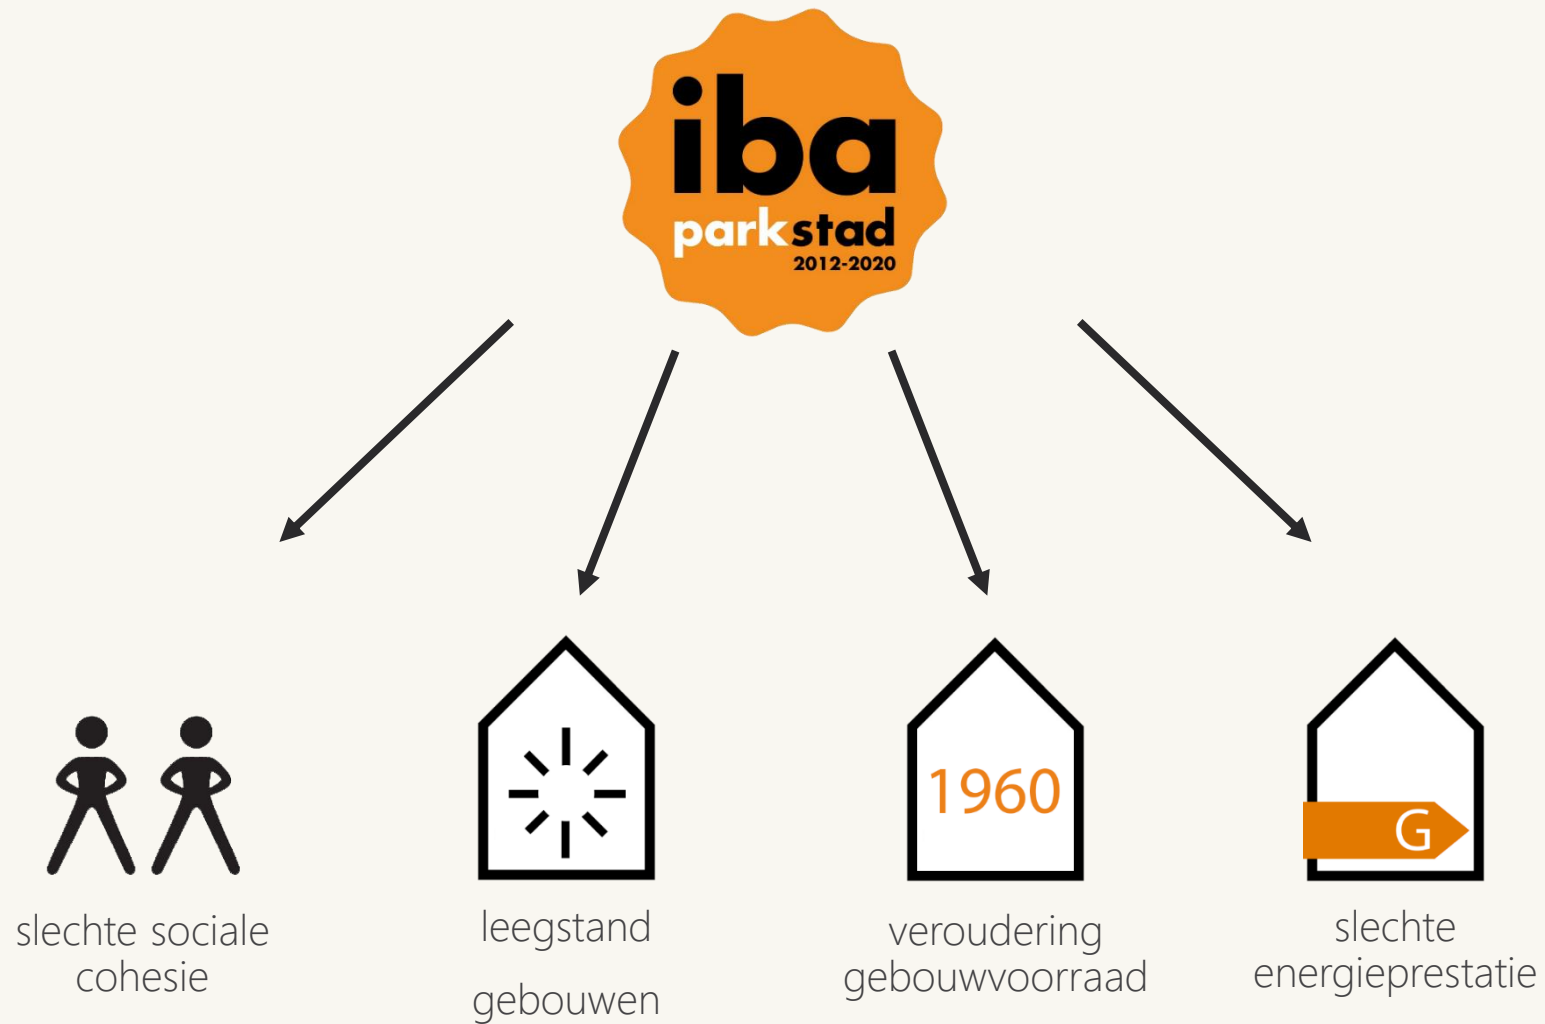 iba
parkstad
2012-2020
slechte sociale
cohesie
leegstand
gebouwen
1960
veroudering
gebouwvoorraad
G
slechte
energieprestatie